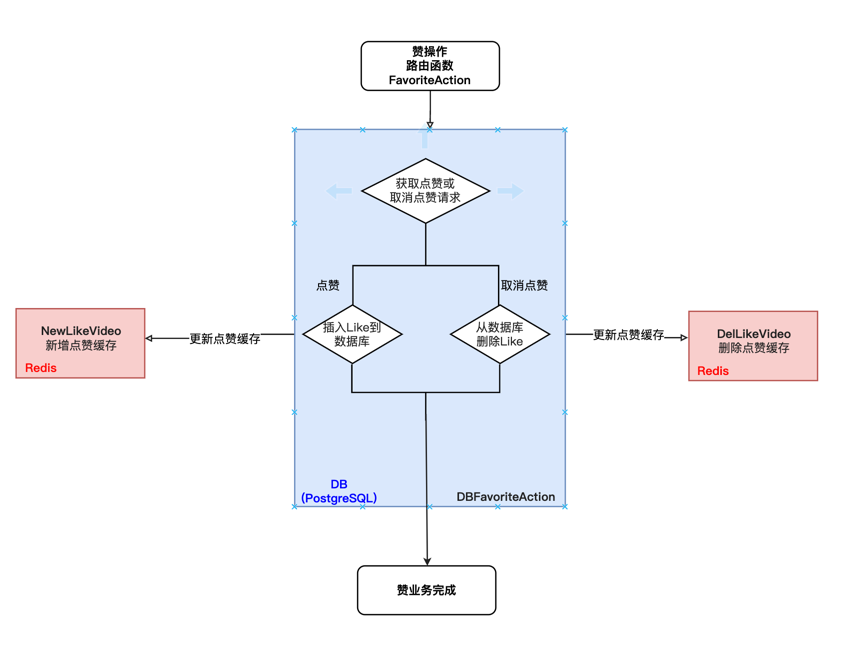 赞操作
路由函数
FavoriteAction
获取点赞或
取消点赞请求
点赞
取消点赞
插入Like到
数据库
从数据库
删除Like
NewLikeVideo
新增点赞缓存
Redis
更新点赞缓存
更新点赞缓存
DelLikeVideo
删除点赞缓存
Redis
DB
(PostgreSQL)
DBFavoriteAction
赞业务完成